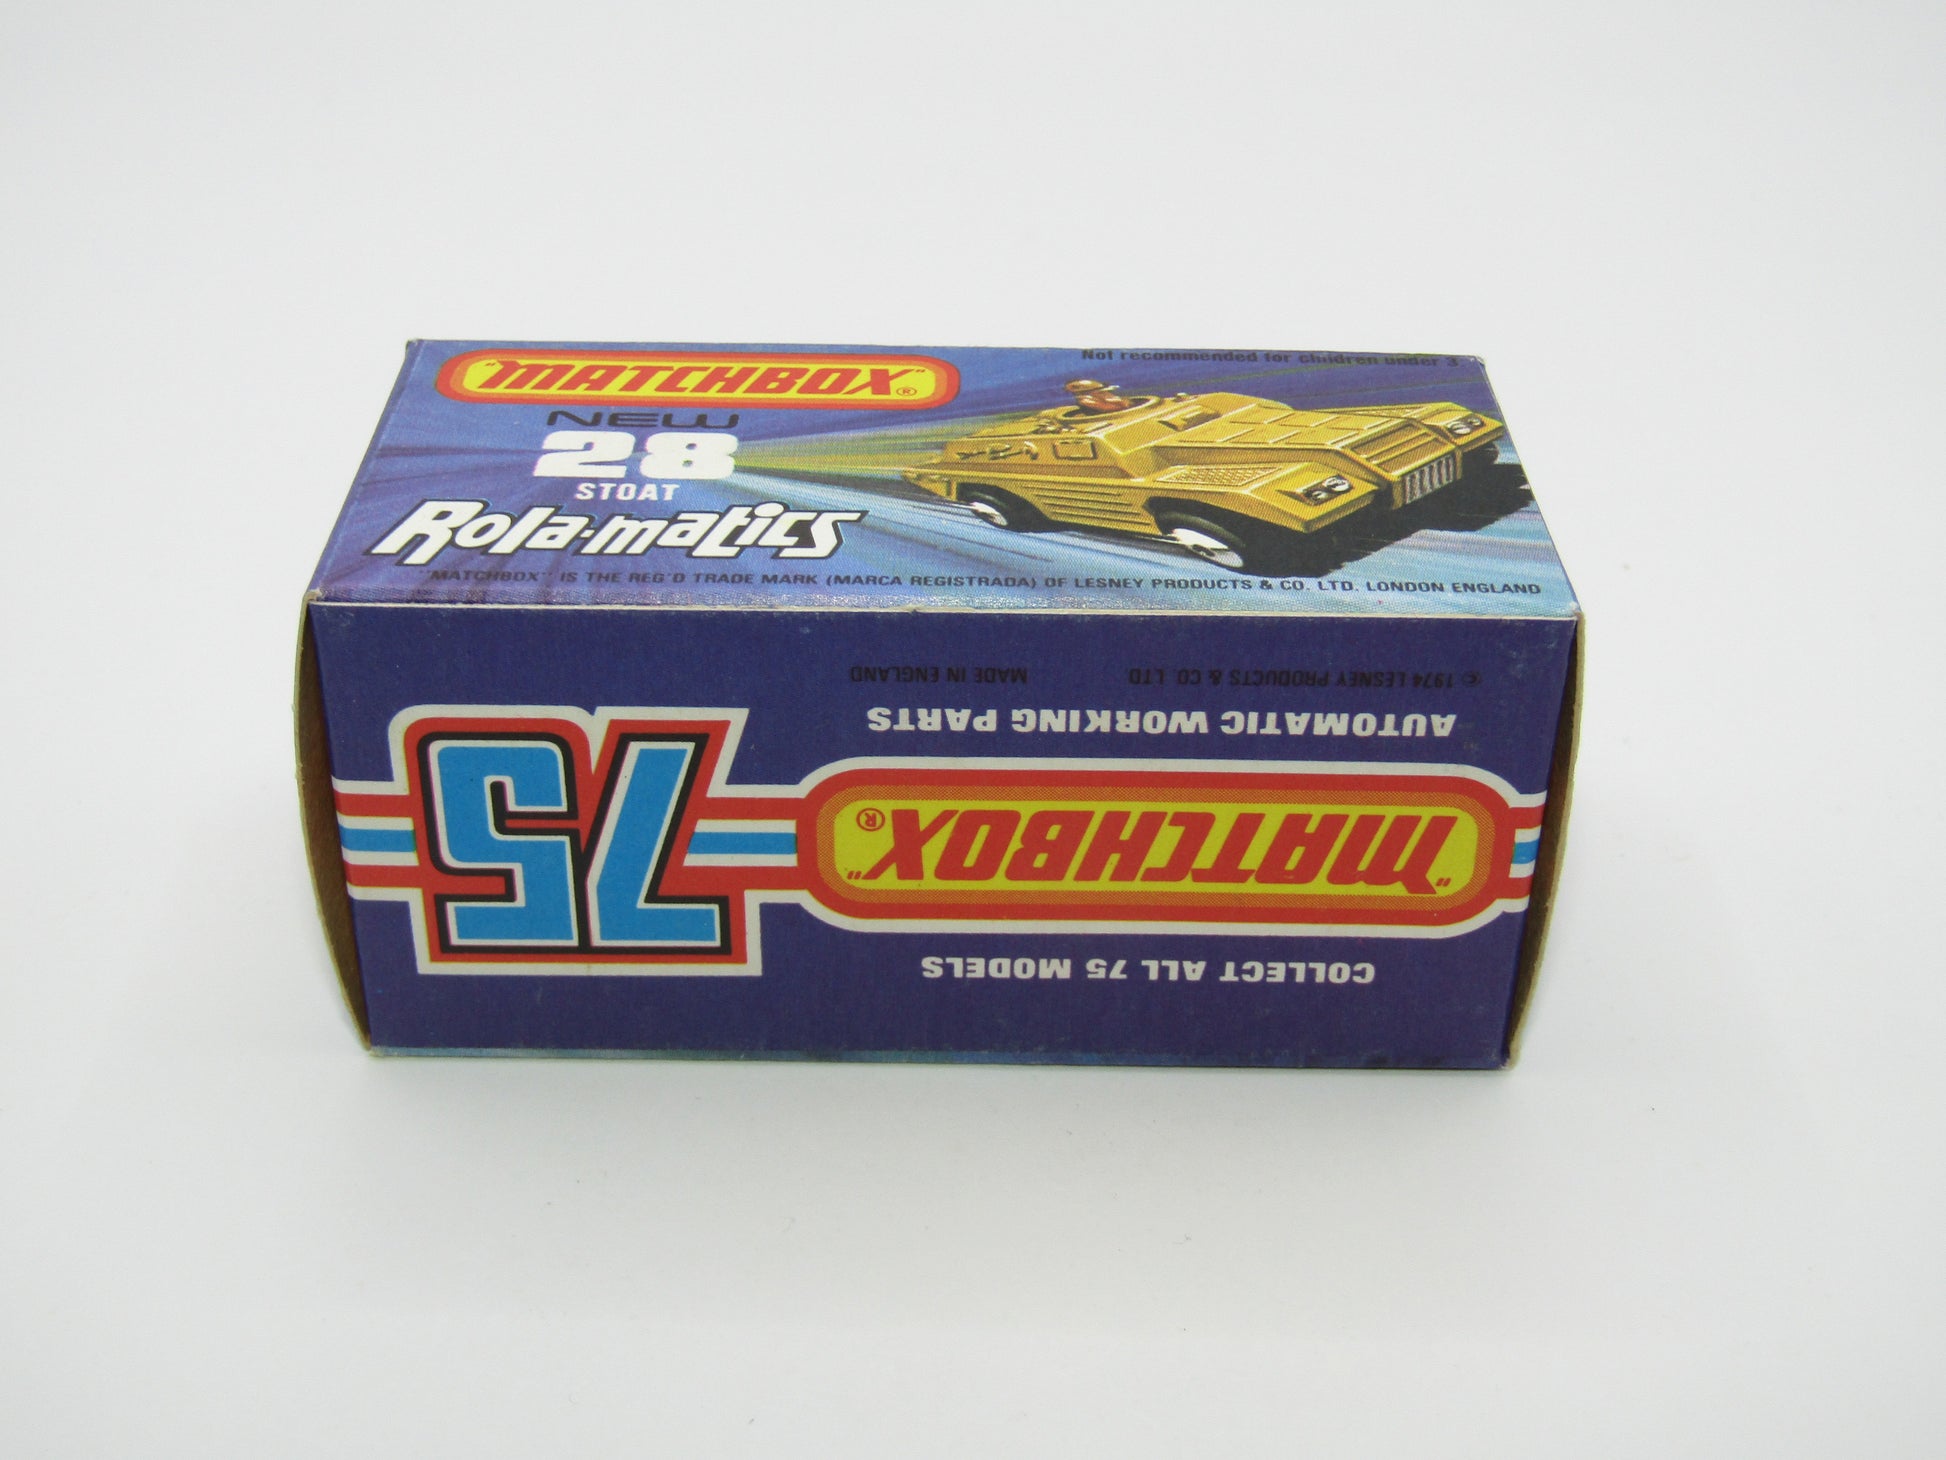 "MATCHBOX"®
Not recommended for children under 3
NEW
28
STOAT
Rola-matics
"MATCHBOX" IS THE REG'D TRADE MARK (MARCA REGISTRADA) OF LESNEY PRODUCTS & CO. LTD. LONDON ENGLAND
COLLECT ALL 75 MODELS
"MATCHBOX"® 75
AUTOMATIC WORKING PARTS
© 1974 LESNEY PRODUCTS & CO. LTD. MADE IN ENGLAND